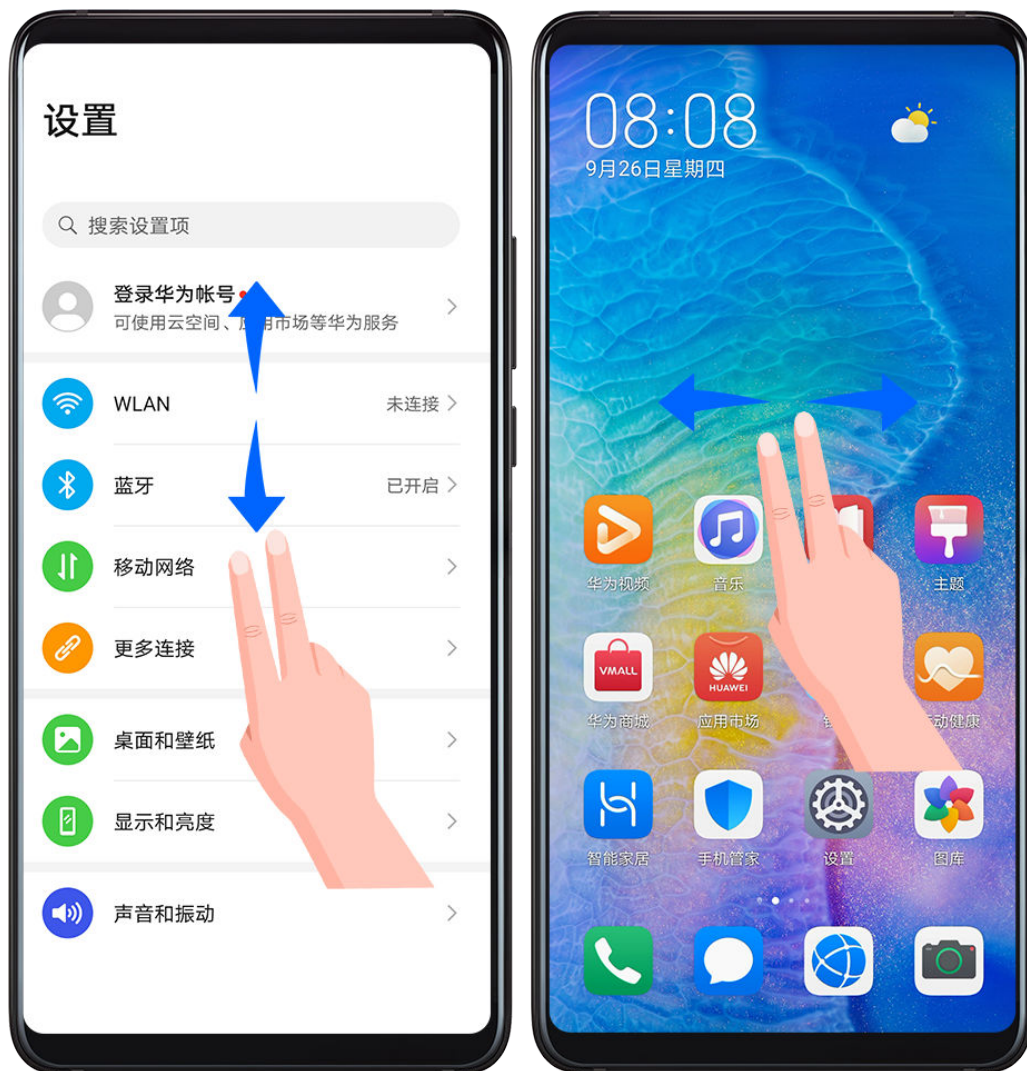 设置
搜索设置项
登录华为帐号
可使用云空间、应用市场等华为服务
WLAN
未连接
蓝牙
已开启
移动网络
更多连接
桌面和壁纸
显示和亮度
声音和振动
08:08
9月26日星期四
华为视频
音乐
主题
VMALL
HUAWEI
华为商城
应用市场
运动健康
智能家居
手机管家
设置
图库